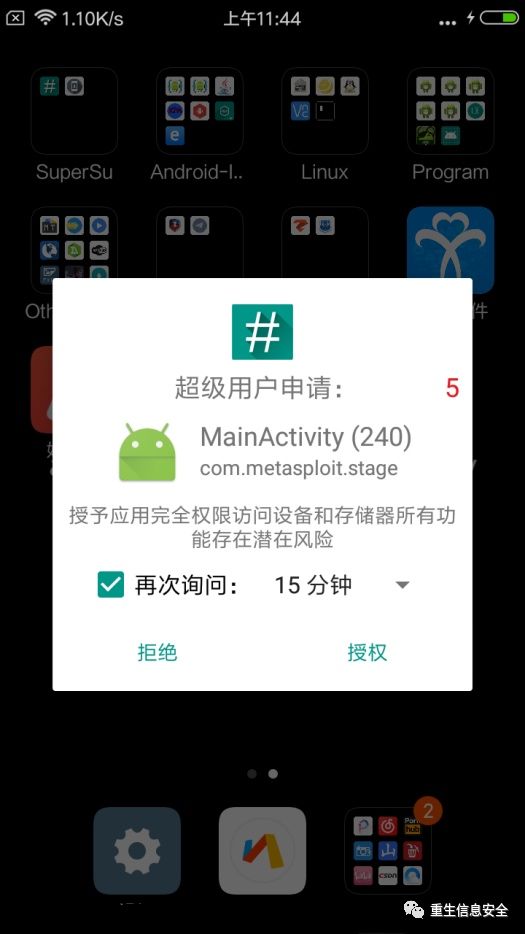 1.10K/s 上午11:44 ...
SuperSu Android-I.. Linux Program
Oth 件
#
超级用户申请: 5
MainActivity (240)
com.metasploit.stage
授予应用完全权限访问设备和存储器所有功
能存在潜在风险
再次询问: 15 分钟
拒绝 授权
2
重生信息安全